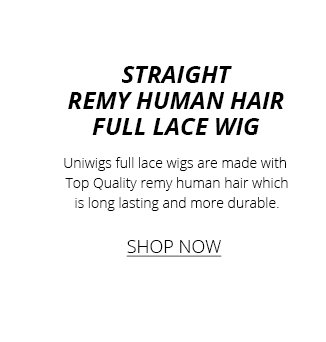 STRAIGHT
REMY HUMAN HAIR
FULL LACE WIG
Uniwigs full lace wigs are made with
Top Quality remy human hair which
is long lasting and more durable.
SHOP NOW